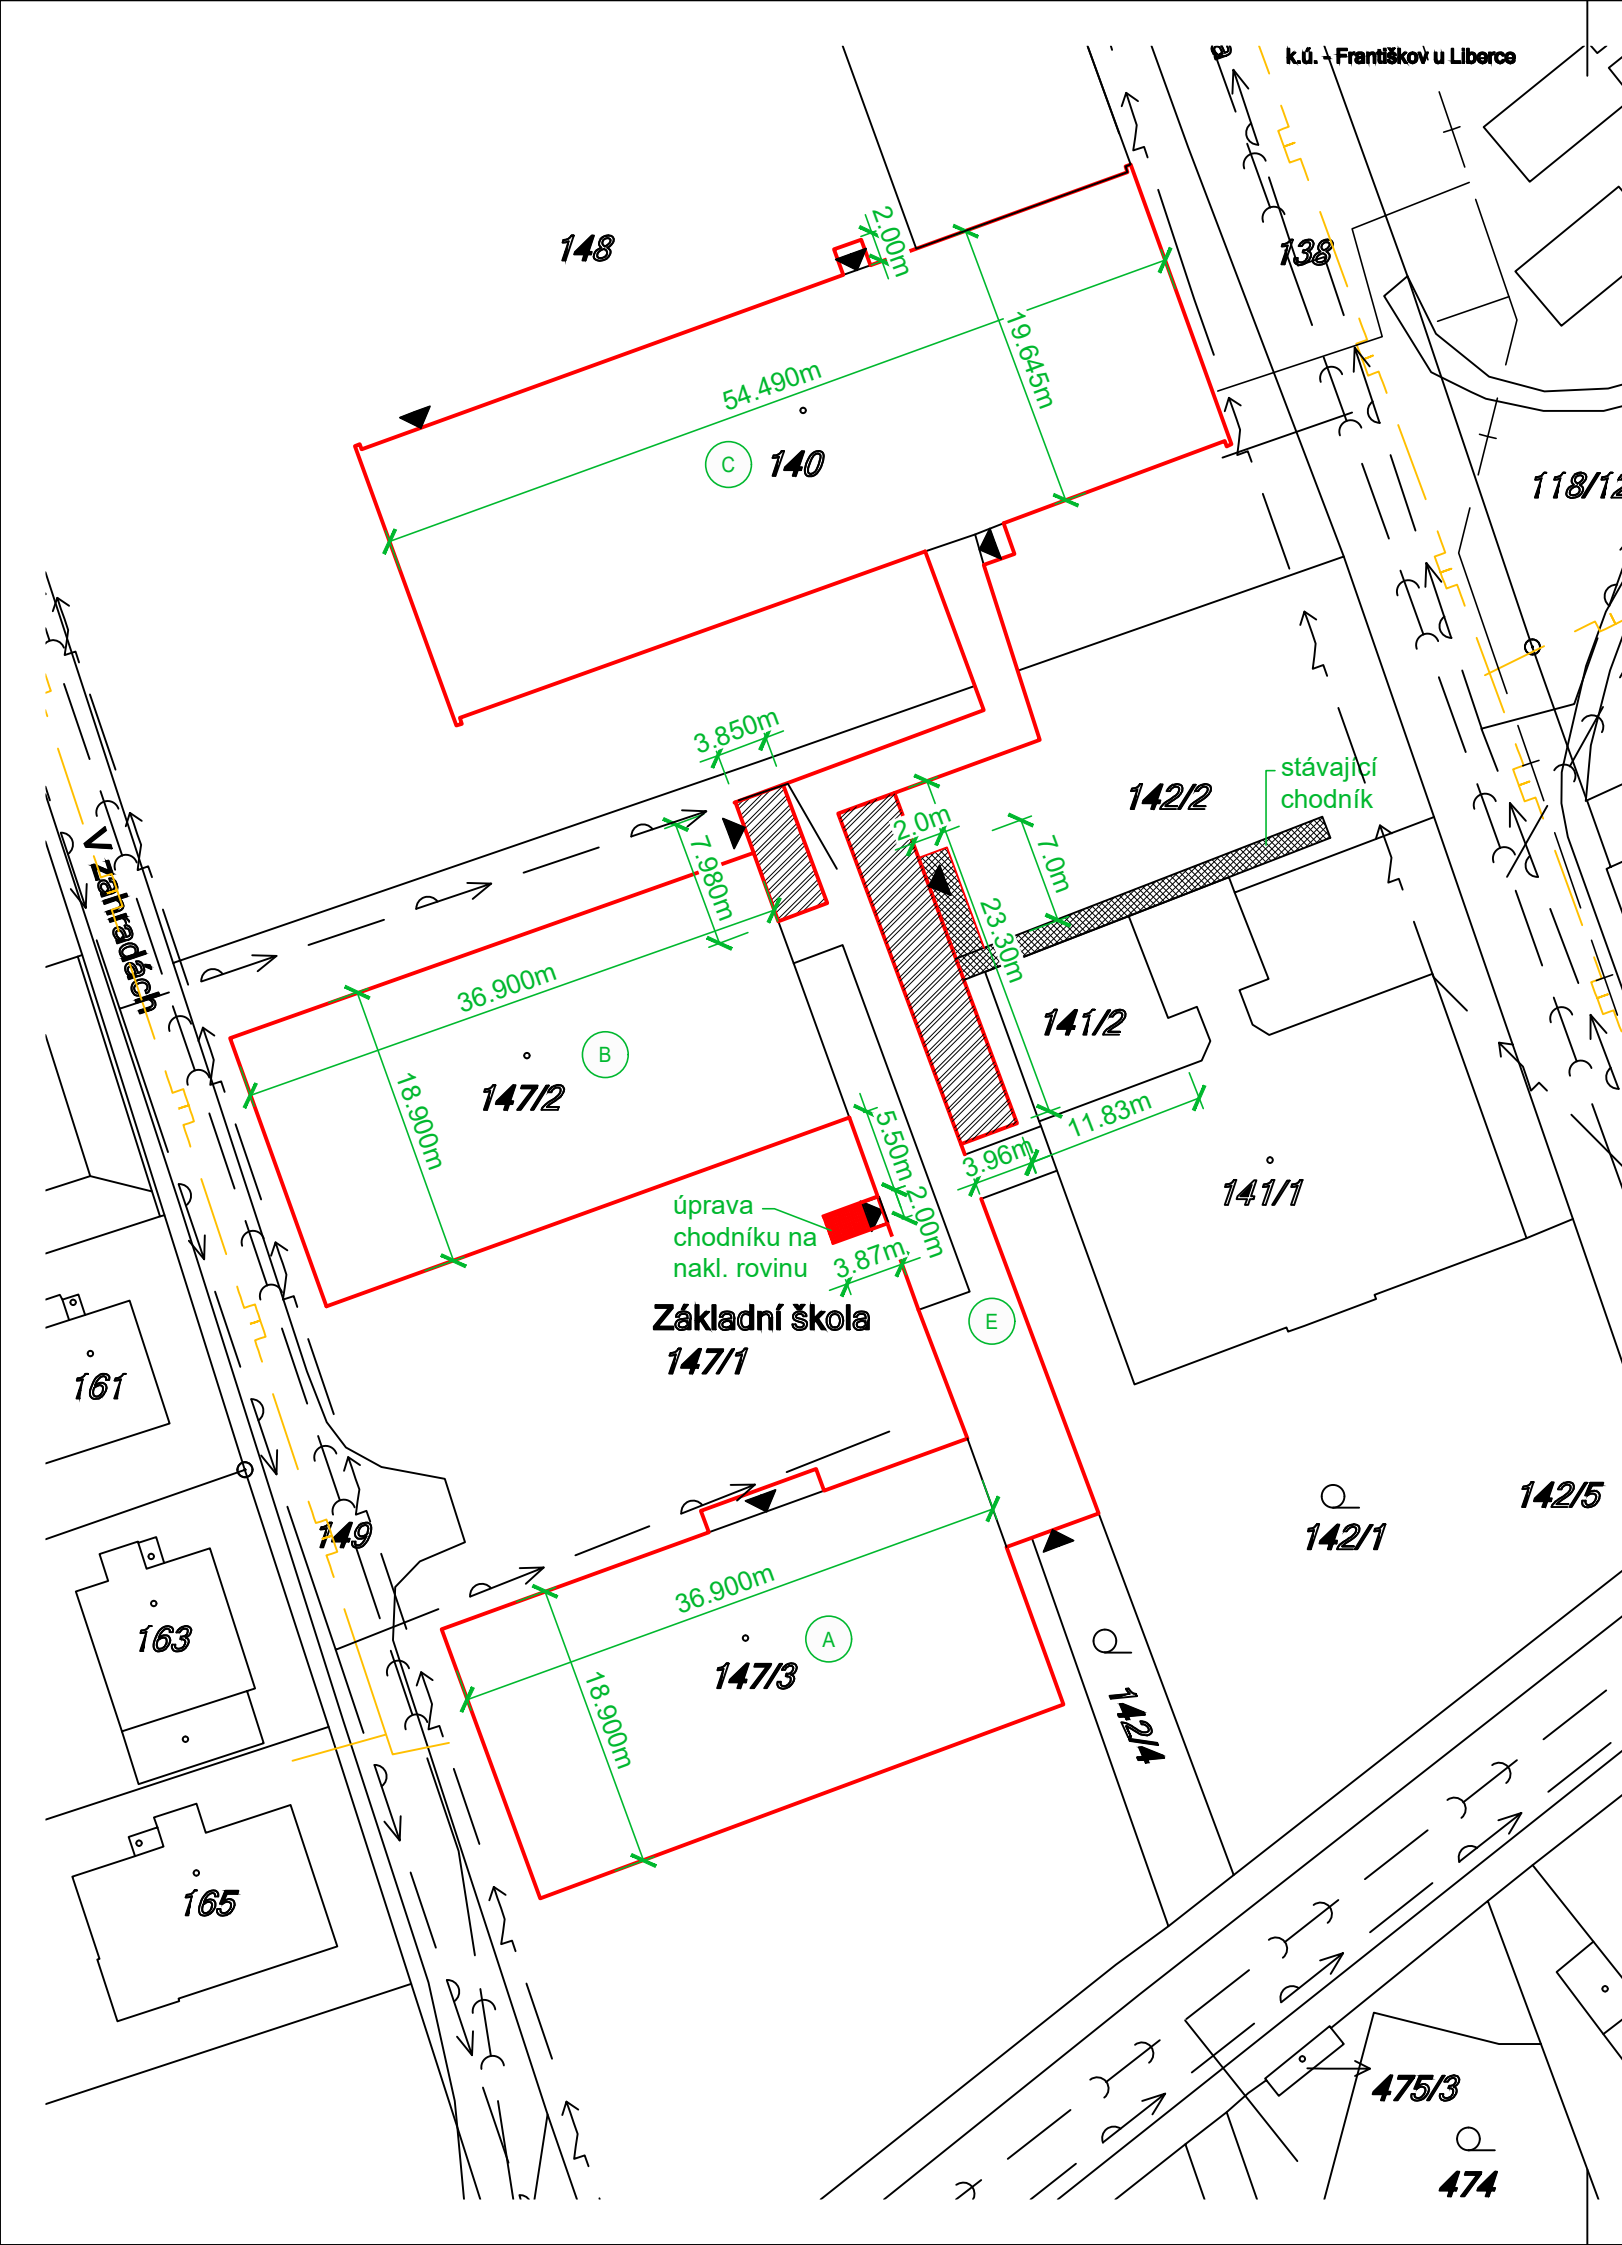 k.ú. - Františkov u Liberce
148
2.00m
138
19.645m
54.490m
C
140
118/12
3.850m
stávající
chodník
142/2
2.0m
7.0m
7.980m
V zahradách
23.30m
36.900m
141/2
B
147/2
18.900m
11.83m
5.50m
3.96m
141/1
2.00m
úprava
chodníku na
nakl. rovinu
3.87m
Základní škola
E
147/1
161
142/5
149
142/1
36.900m
163
A
147/3
18.900m
142/4
165
475/3
474